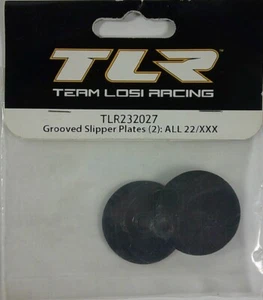 TLR
TEAM LOSI RACING
TLR232027
Grooved Slipper Plates (2): ALL 22/XXX